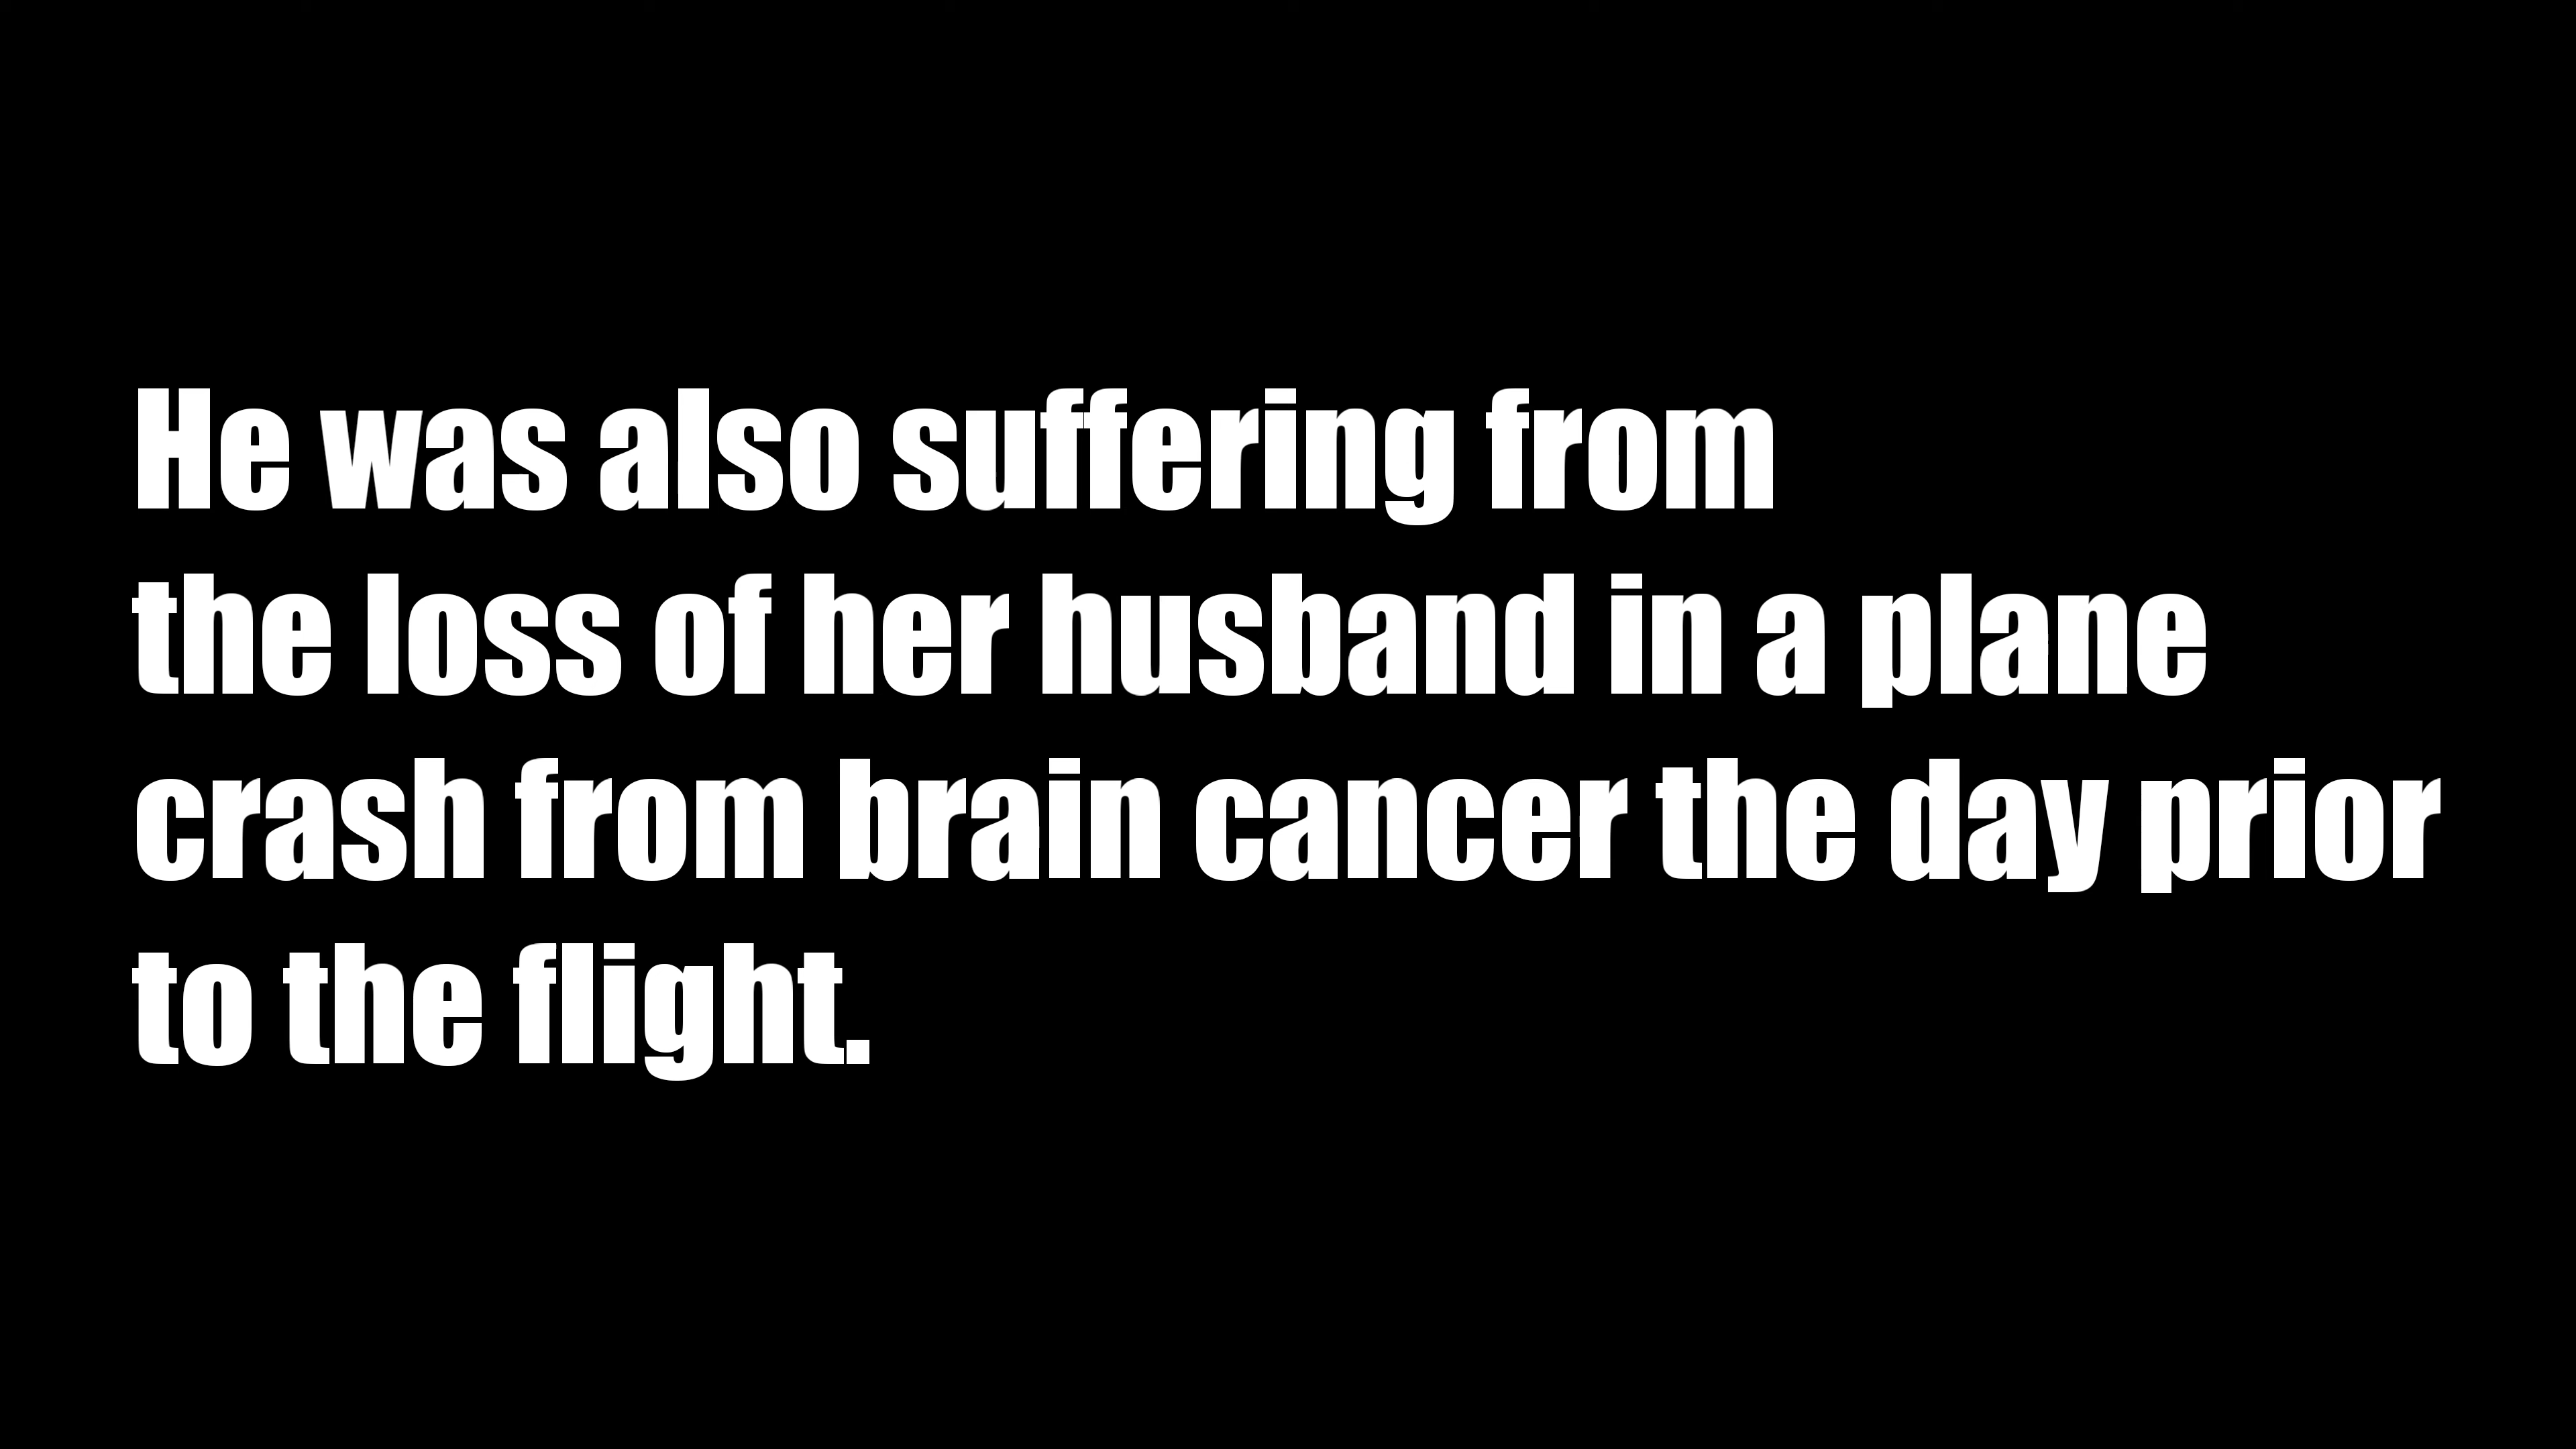 He was also suffering from
the loss of her husband in a plane
crash from brain cancer the day prior
to the flight.